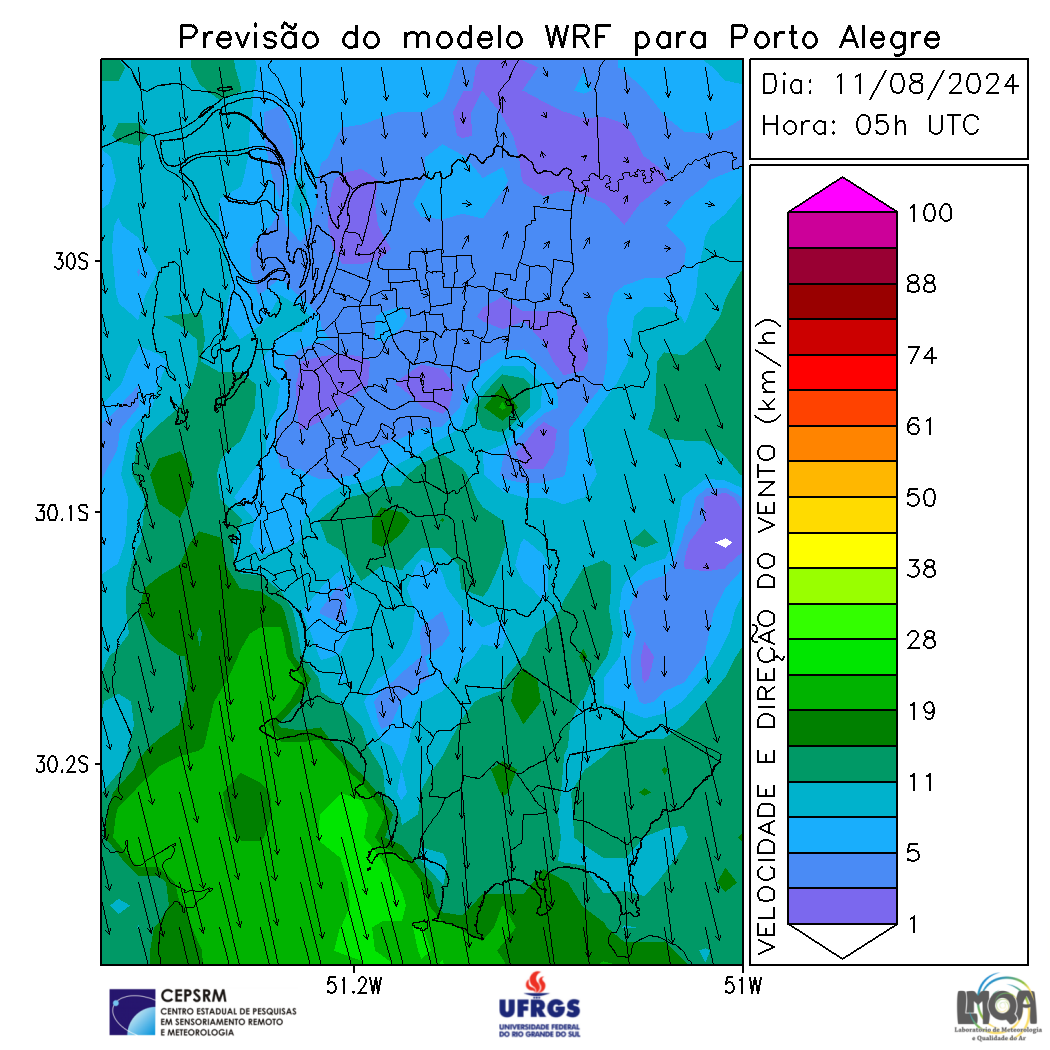 Previsão do modelo WRF para Porto Alegre
Dia: 11/08/2024
Hora: 05h UTC
30S
30.1S
30.2S
51.2W
51W
VELOCIDADE E DIREÇÃO DO VENTO (km/h)
100
88
74
61
50
38
28
19
11
5
1
CEPSRM
CENTRO ESTADUAL DE PESQUISAS
EM SENSORIAMENTO REMOTO
E METEOROLOGIA
UFRGS
UNIVERSIDADE FEDERAL
DO RIO GRANDE DO SUL
LMQA
Laboratório de Meteorologia
e Qualidade do Ar